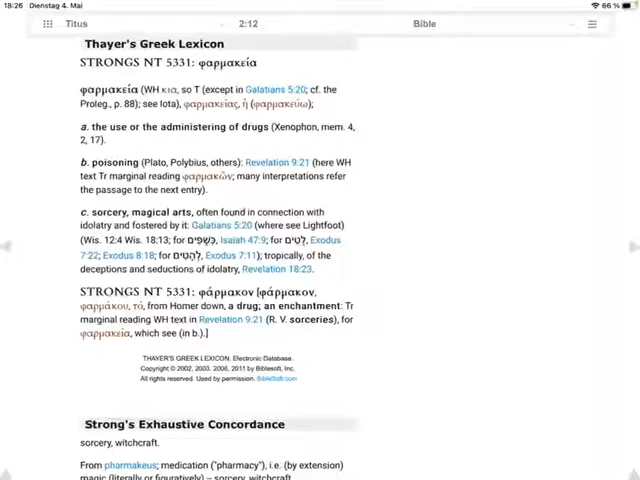 18:26 Dienstag 4. Mai 66 %
Titus 2:12 Bible
Thayer's Greek Lexicon
STRONGS NT 5331: φαρμακεία
φαρμακεία (WH κια, so T (except in Galatians 5:20; cf. the
Proleg., p. 88); see Iota), φαρμακείας, ἡ (φαρμακεύω);
a. the use or the administering of drugs (Xenophon, mem. 4,
2, 17).
b. poisoning (Plato, Polybius, others): Revelation 9:21 (here WH
text Tr marginal reading φαρμακῶν; many interpretations refer
the passage to the next entry).
c. sorcery, magical arts, often found in connection with
idolatry and fostered by it: Galatians 5:20 (where see Lightfoot)
(Wis. 12:4 Wis. 18:13; for כְּשָׁפִים, Isaiah 47:9; for לָטִים, Exodus
7:22; Exodus 8:18; for לְהָטִים, Exodus 7:11); tropically, of the
deceptions and seductions of idolatry, Revelation 18:23.
STRONGS NT 5331: φάρμακον [φαρμακον,
φαρμάκου, τό, from Homer down, a drug; an enchantment: Tr
marginal reading WH text in Revelation 9:21 (R. V. sorceries), for
φαρμακεία, which see (in b.).]
THAYER'S GREEK LEXICON, Electronic Database.
Copyright © 2002, 2003, 2006, 2011 by Biblesoft, Inc.
All rights reserved. Used by permission. BibleSoft.com
Strong's Exhaustive Concordance
sorcery, witchcraft.
From pharmakeus; medication ("pharmacy"), i.e. (by extension)
magic (literally or figuratively) -- sorcery, witchcraft.